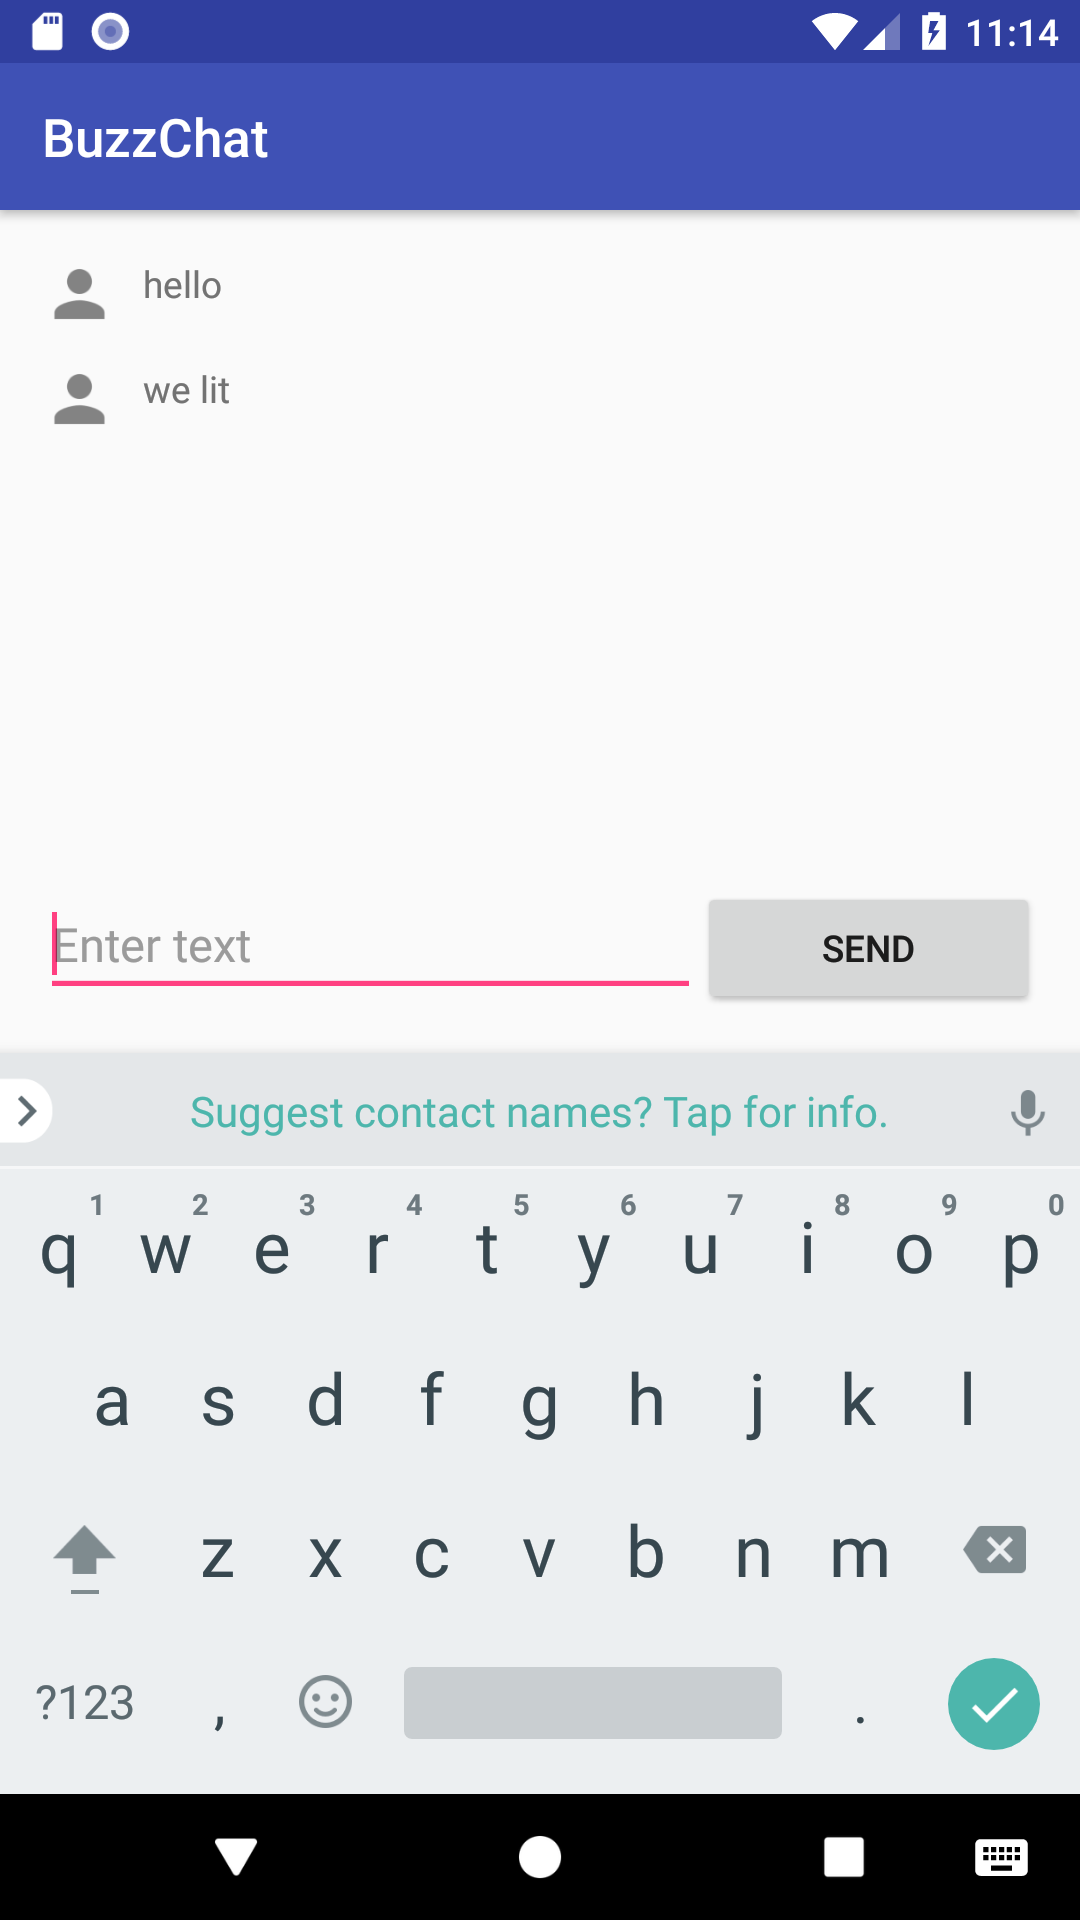 11:14
BuzzChat
hello
we lit
Enter text
SEND
Suggest contact names? Tap for info.
1 2 3 4 5 6 7 8 9 0
q w e r t y u i o p
a s d f g h j k l
z x c v b n m
?123 , .